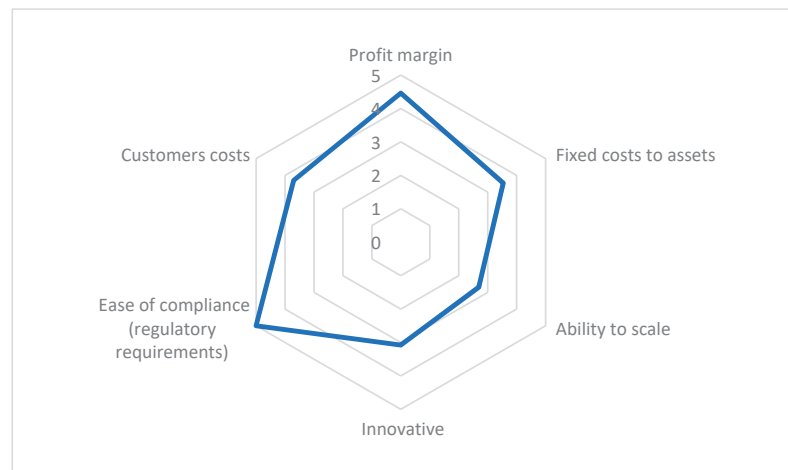 Profit margin
5
4
3
2
1
0
Customers costs
Fixed costs to assets
Ease of compliance
(regulatory
requirements)
Ability to scale
Innovative